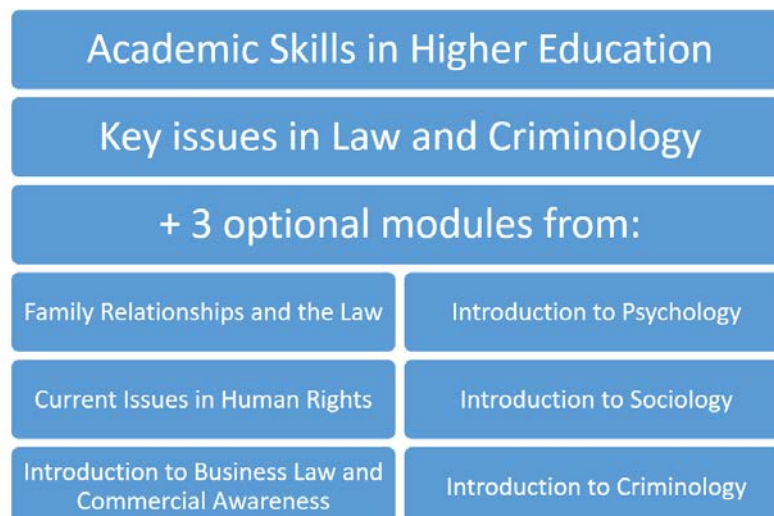 Academic Skills in Higher Education
Key issues in Law and Criminology
+ 3 optional modules from:
Family Relationships and the Law
Introduction to Psychology
Current Issues in Human Rights
Introduction to Sociology
Introduction to Business Law and
Commercial Awareness
Introduction to Criminology